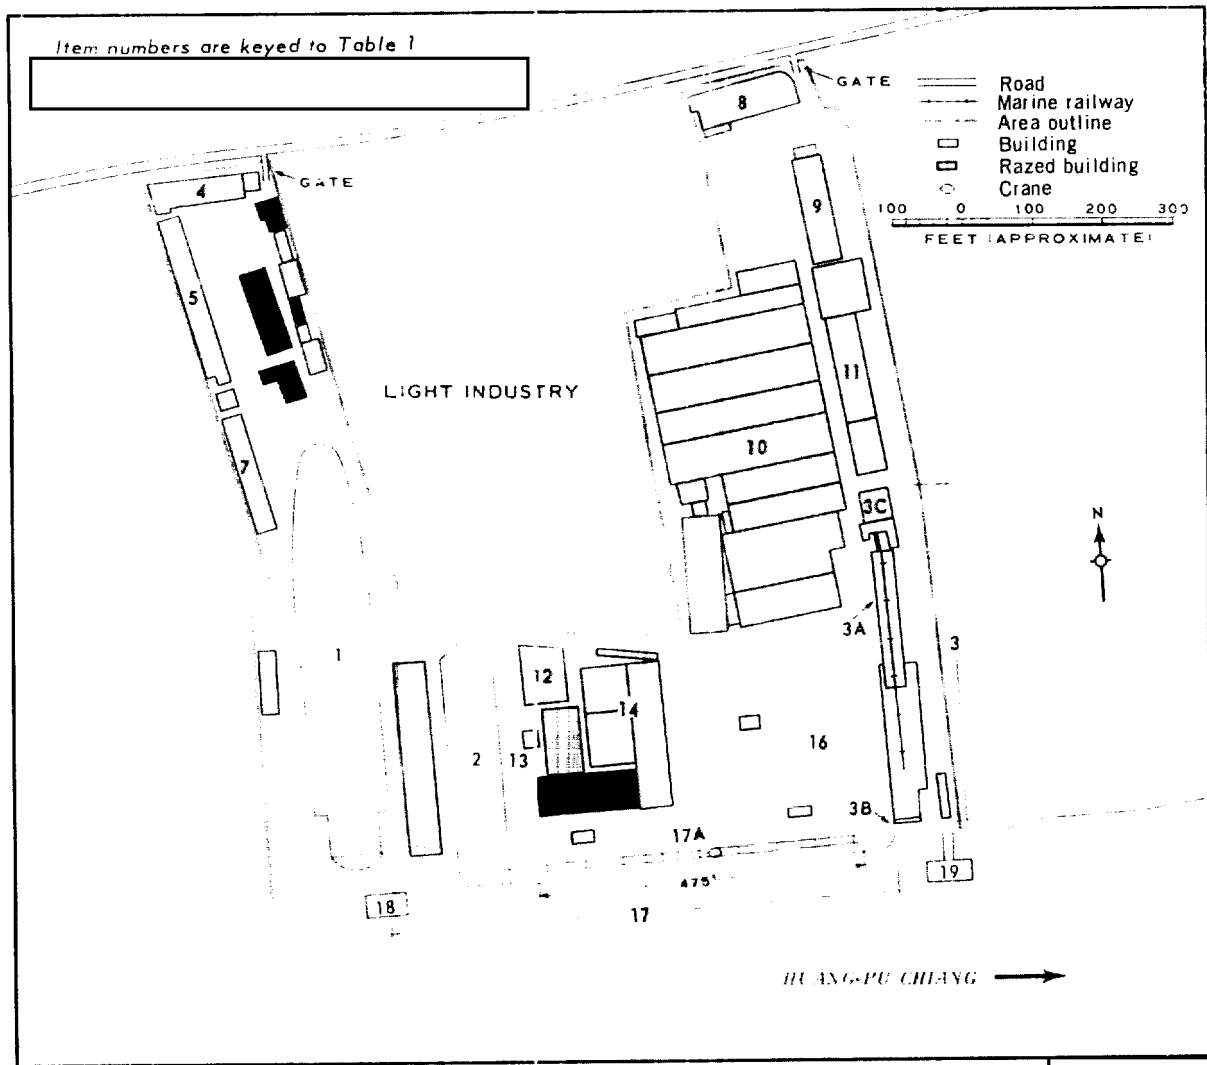 Item numbers are keyed to Table 1
GATE
Road
Marine railway
Area outline
Building
Razed building
Crane
100 0 100 200 300
FEET (APPROXIMATE)
8
GATE
4
9
5
LIGHT INDUSTRY
11
10
7
3C
N
3A
3
1
12
14
2
13
16
3B
17A
475'
19
18
17
HUANG-PU CHIANG